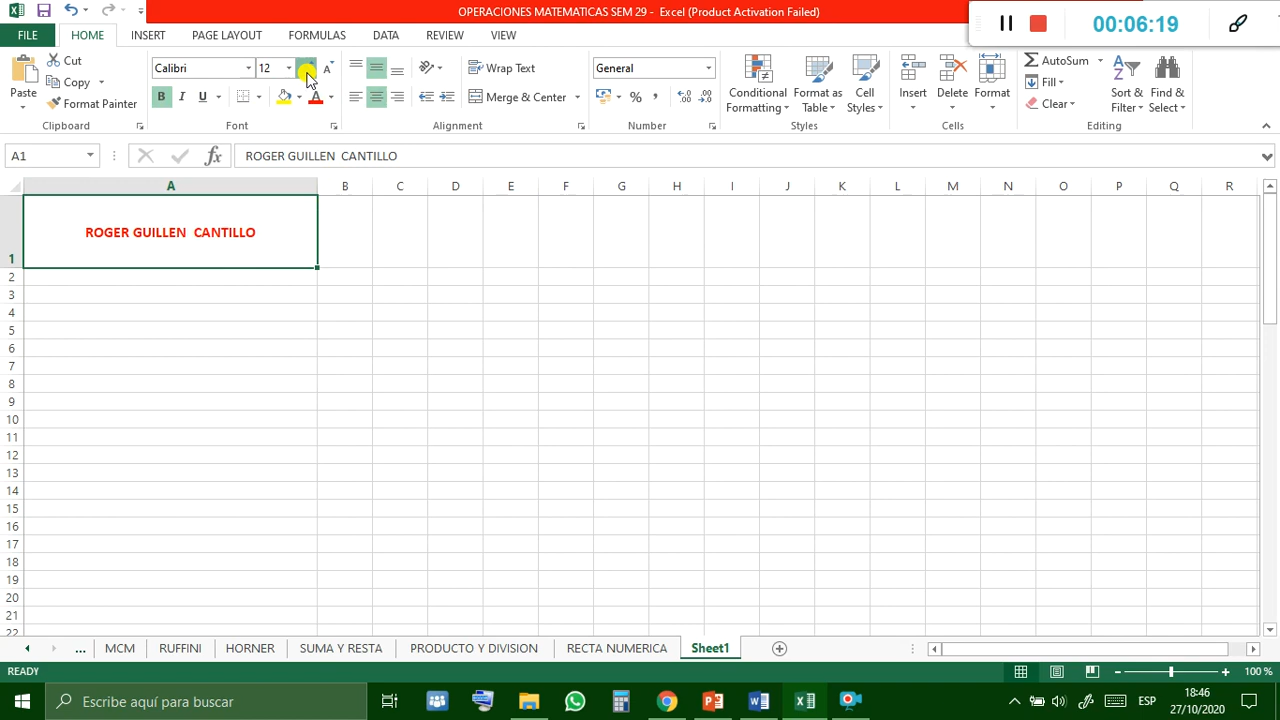 OPERACIONES MATEMATICAS SEM 29 - Excel (Product Activation Failed)
00:06:19
FILE HOME INSERT PAGE LAYOUT FORMULAS DATA REVIEW VIEW
Paste
Cut
Copy
Format Painter
Clipboard
Calibri 12
B I U
Font
Wrap Text
Merge & Center
Alignment
General
%
Number
Conditional Formatting
Format as Table
Cell Styles
Styles
Insert
Delete
Format
Cells
AutoSum
Fill
Clear
Sort & Filter
Find & Select
Editing
A1 fx ROGER GUILLEN  CANTILLO
A B C D E F G H I J K L M N O P Q R
1 ROGER GUILLEN  CANTILLO
2
3
4
5
6
7
8
9
10
11
12
13
14
15
16
17
18
19
20
21
22
... MCM RUFFINI HORNER SUMA Y RESTA PRODUCTO Y DIVISION RECTA NUMERICA Sheet1
READY 100 %
Escribe aquí para buscar
ESP
18:46
27/10/2020